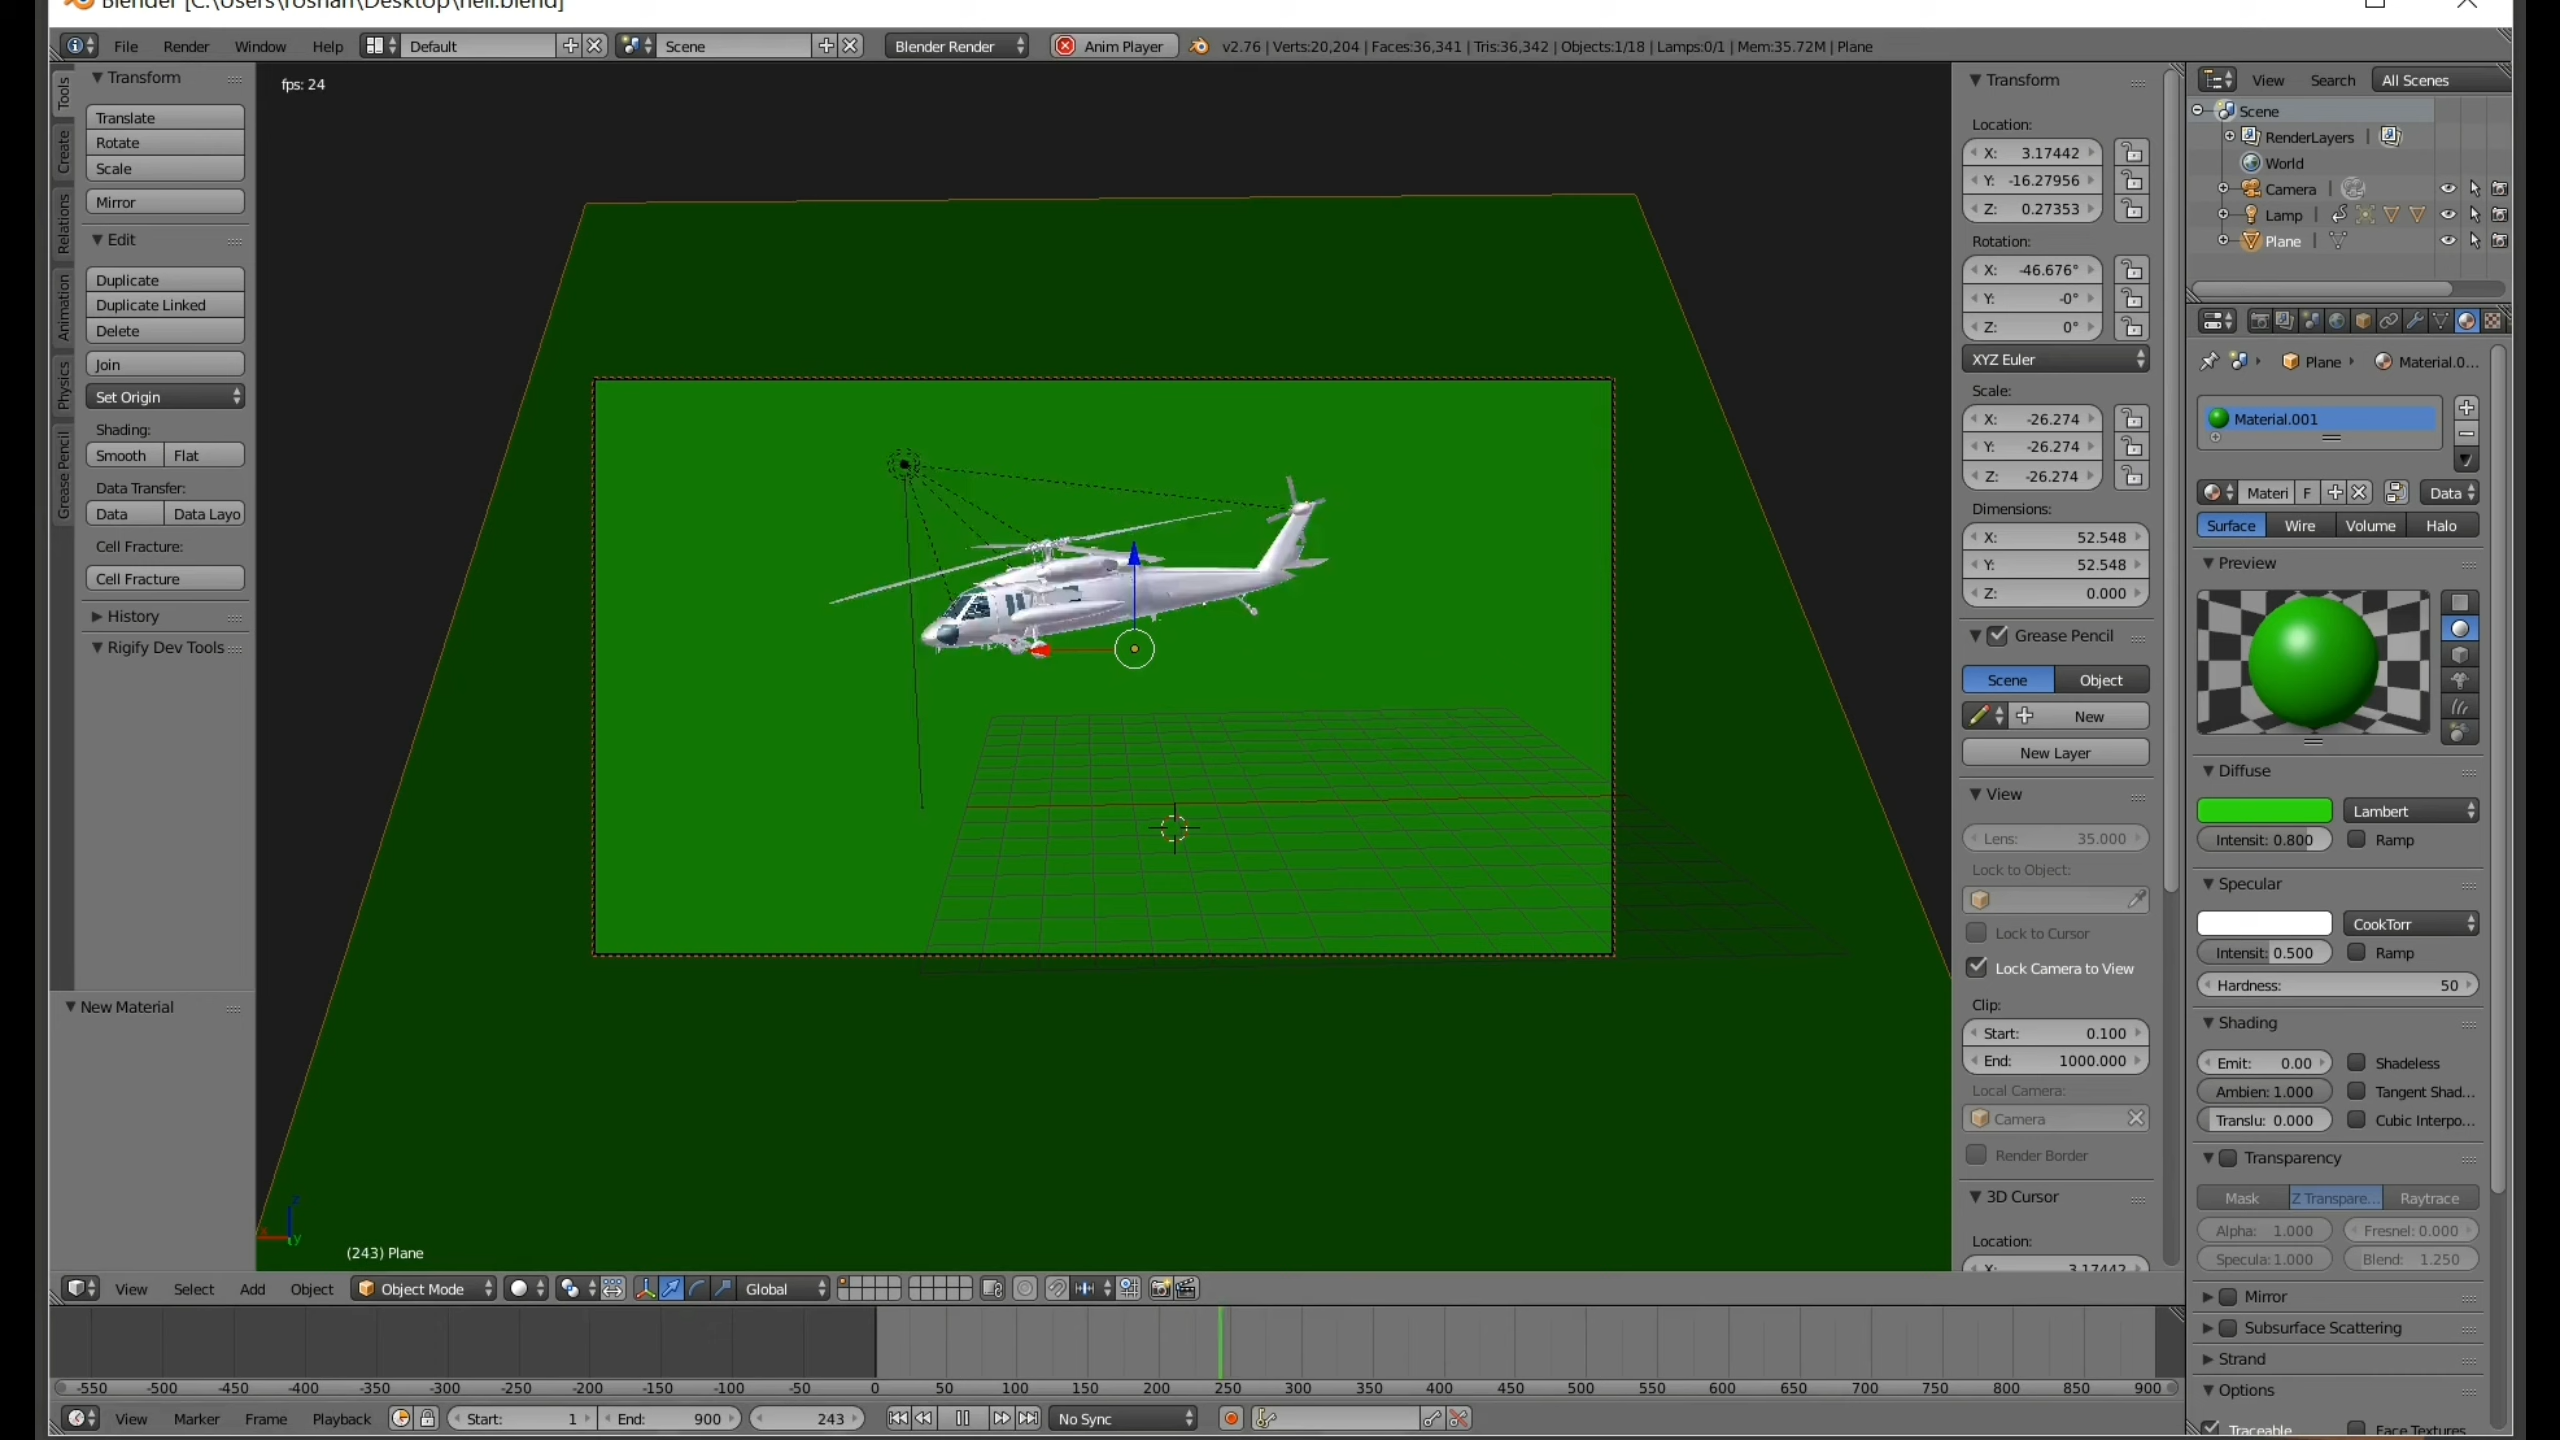 Blender [C:\Users\roshan\Desktop\heli.blend]
File Render Window Help Default Scene Blender Render Anim Player v2.76 | Verts:20,204 | Faces:36,341 | Tris:36,342 | Objects:1/18 | Lamps:0/1 | Mem:35.72M | Plane
Tools
Create
Relations
Animation
Physics
Grease Pencil
Transform
Translate
Rotate
Scale
Mirror
Edit
Duplicate
Duplicate Linked
Delete
Join
Set Origin
Shading:
Smooth Flat
Data Transfer:
Data Data Layo
Cell Fracture:
Cell Fracture
History
Rigify Dev Tools
New Material
fps: 24
(243) Plane
Transform
Location:
X: 3.17442
Y: -16.27956
Z: 0.27353
Rotation:
X: -46.676°
Y: -0°
Z: 0°
XYZ Euler
Scale:
X: -26.274
Y: -26.274
Z: -26.274
Dimensions:
X: 52.548
Y: 52.548
Z: 0.000
Grease Pencil
Scene Object
New
New Layer
View
Lens: 35.000
Lock to Object:
Lock to Cursor
Lock Camera to View
Clip:
Start: 0.100
End: 1000.000
Local Camera:
Camera
Render Border
3D Cursor
Location:
X: 3.17442
View Search All Scenes
Scene
RenderLayers |
World
Camera |
Lamp |
Plane |
Plane Material.0...
Material.001
Materi F Data
Surface Wire Volume Halo
Preview
Diffuse
Lambert
Intensit: 0.800 Ramp
Specular
CookTorr
Intensit: 0.500 Ramp
Hardness: 50
Shading
Emit: 0.00 Shadeless
Ambien: 1.000 Tangent Shad...
Translu: 0.000 Cubic Interpo...
Transparency
Mask Z Transpare... Raytrace
Alpha: 1.000 Fresnel: 0.000
Specula: 1.000 Blend: 1.250
Mirror
Subsurface Scattering
Strand
Options
Traceable Face Textures
View Select Add Object Object Mode Global
-550 -500 -450 -400 -350 -300 -250 -200 -150 -100 -50 0 50 100 150 200 250 300 350 400 450 500 550 600 650 700 750 800 850 900
View Marker Frame Playback Start: 1 End: 900 243 No Sync